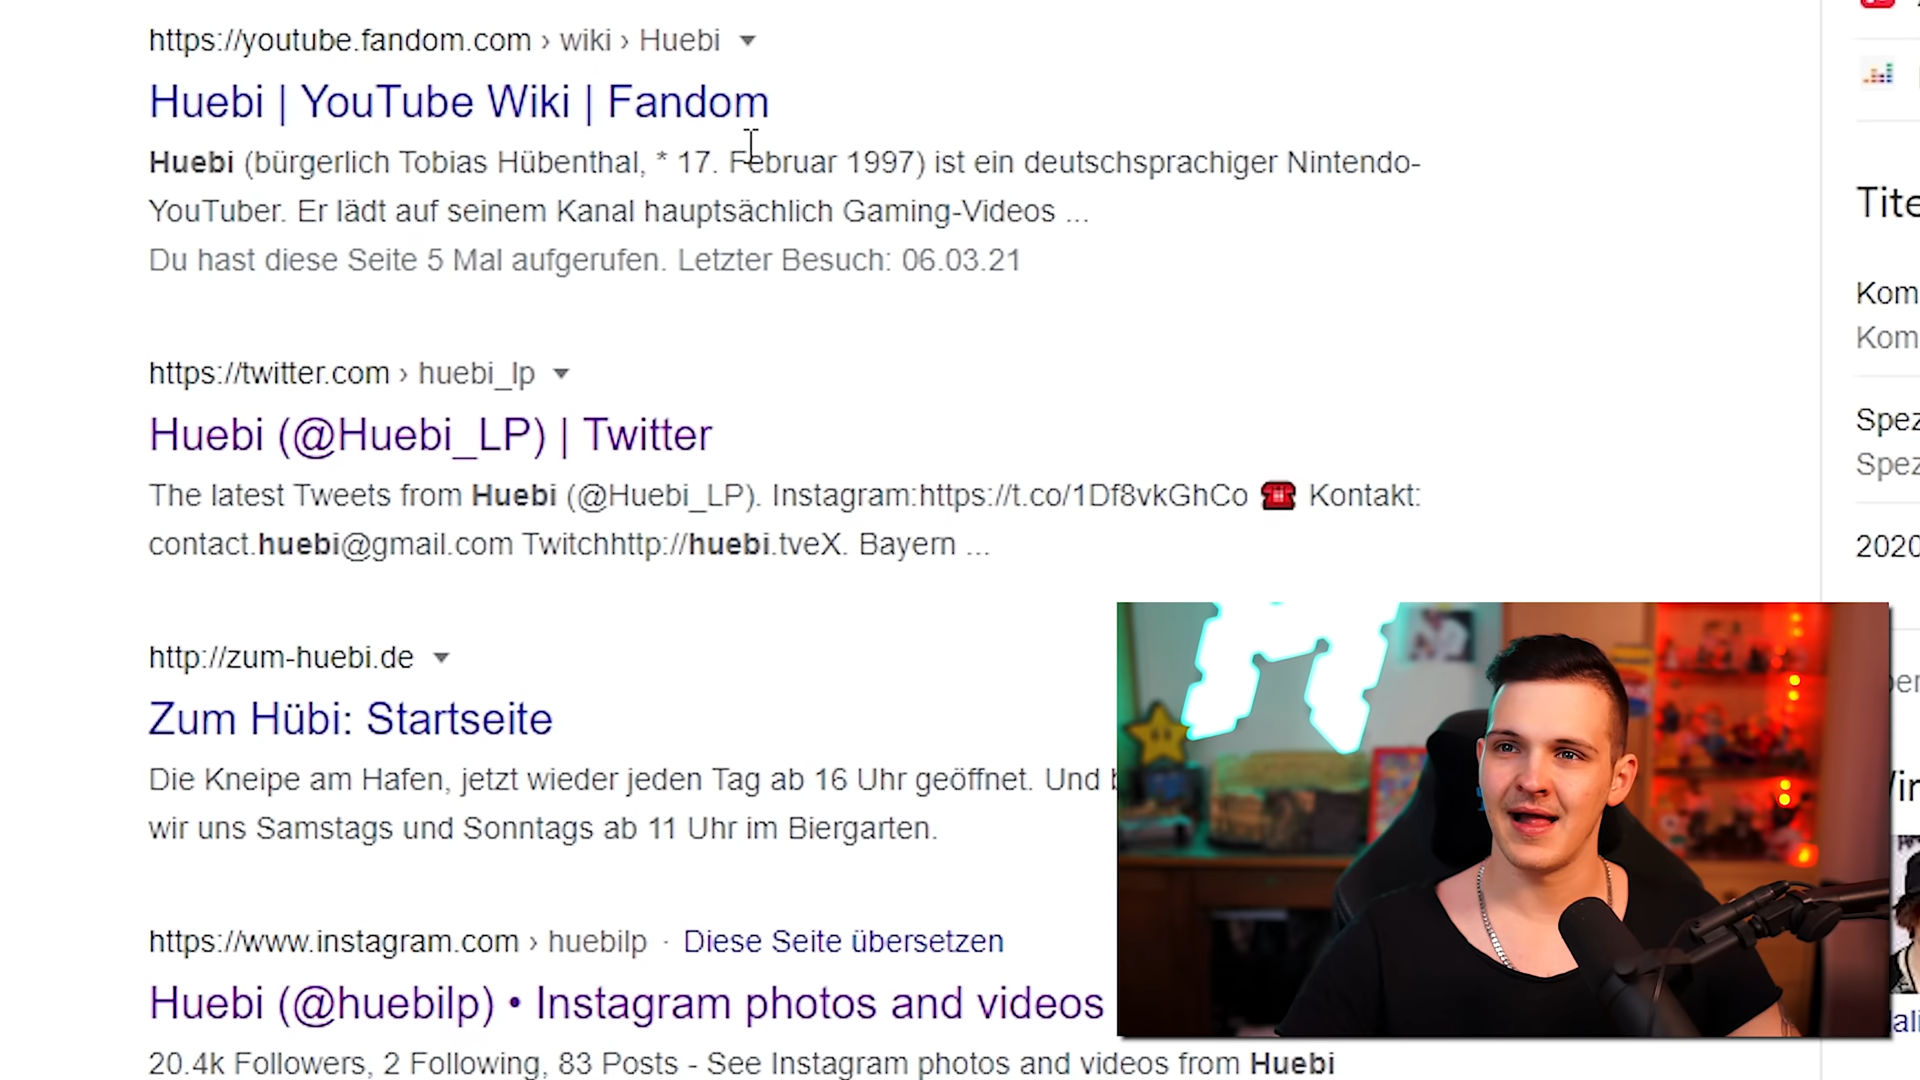 https://youtube.fandom.com › wiki › Huebi
Huebi | YouTube Wiki | Fandom
Huebi (bürgerlich Tobias Hübenthal, * 17. Februar 1997) ist ein deutschsprachiger Nintendo-
YouTuber. Er lädt auf seinem Kanal hauptsächlich Gaming-Videos ...
Du hast diese Seite 5 Mal aufgerufen. Letzter Besuch: 06.03.21
https://twitter.com › huebi_lp
Huebi (@Huebi_LP) | Twitter
The latest Tweets from Huebi (@Huebi_LP). Instagram:https://t.co/1Df8vkGhCo ☎️ Kontakt:
contact.huebi@gmail.com Twitchhttp://huebi.tveX. Bayern ...
http://zum-huebi.de
Zum Hübi: Startseite
Die Kneipe am Hafen, jetzt wieder jeden Tag ab 16 Uhr geöffnet. Und
wir uns Samstags und Sonntags ab 11 Uhr im Biergarten.
https://www.instagram.com › huebilp · Diese Seite übersetzen
Huebi (@huebilp) • Instagram photos and videos
20.4k Followers, 2 Following, 83 Posts - See Instagram photos and videos from Huebi
Tite
Kom
Kom
Spez
Spez
2020